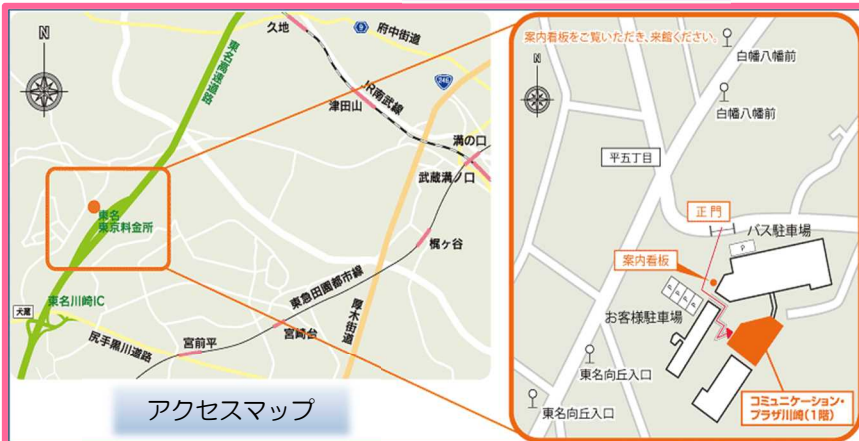 N
久地
府中街道
東名高速道路
246
JR南武線
津田山
溝の口
武蔵溝ノ口
梶ヶ谷
東名
東京料金所
東急田園都市線
厚木街道
東名川崎IC
犬蔵
尻手黒川道路
宮前平
宮崎台
アクセスマップ
案内看板をご覧いただき、来館ください。
N
白幡八幡前
白幡八幡前
平五丁目
正門
バス駐車場
P
案内看板
P P P P
お客様駐車場
東名向丘入口
東名向丘入口
コミュニケーション・
プラザ川崎(1階)